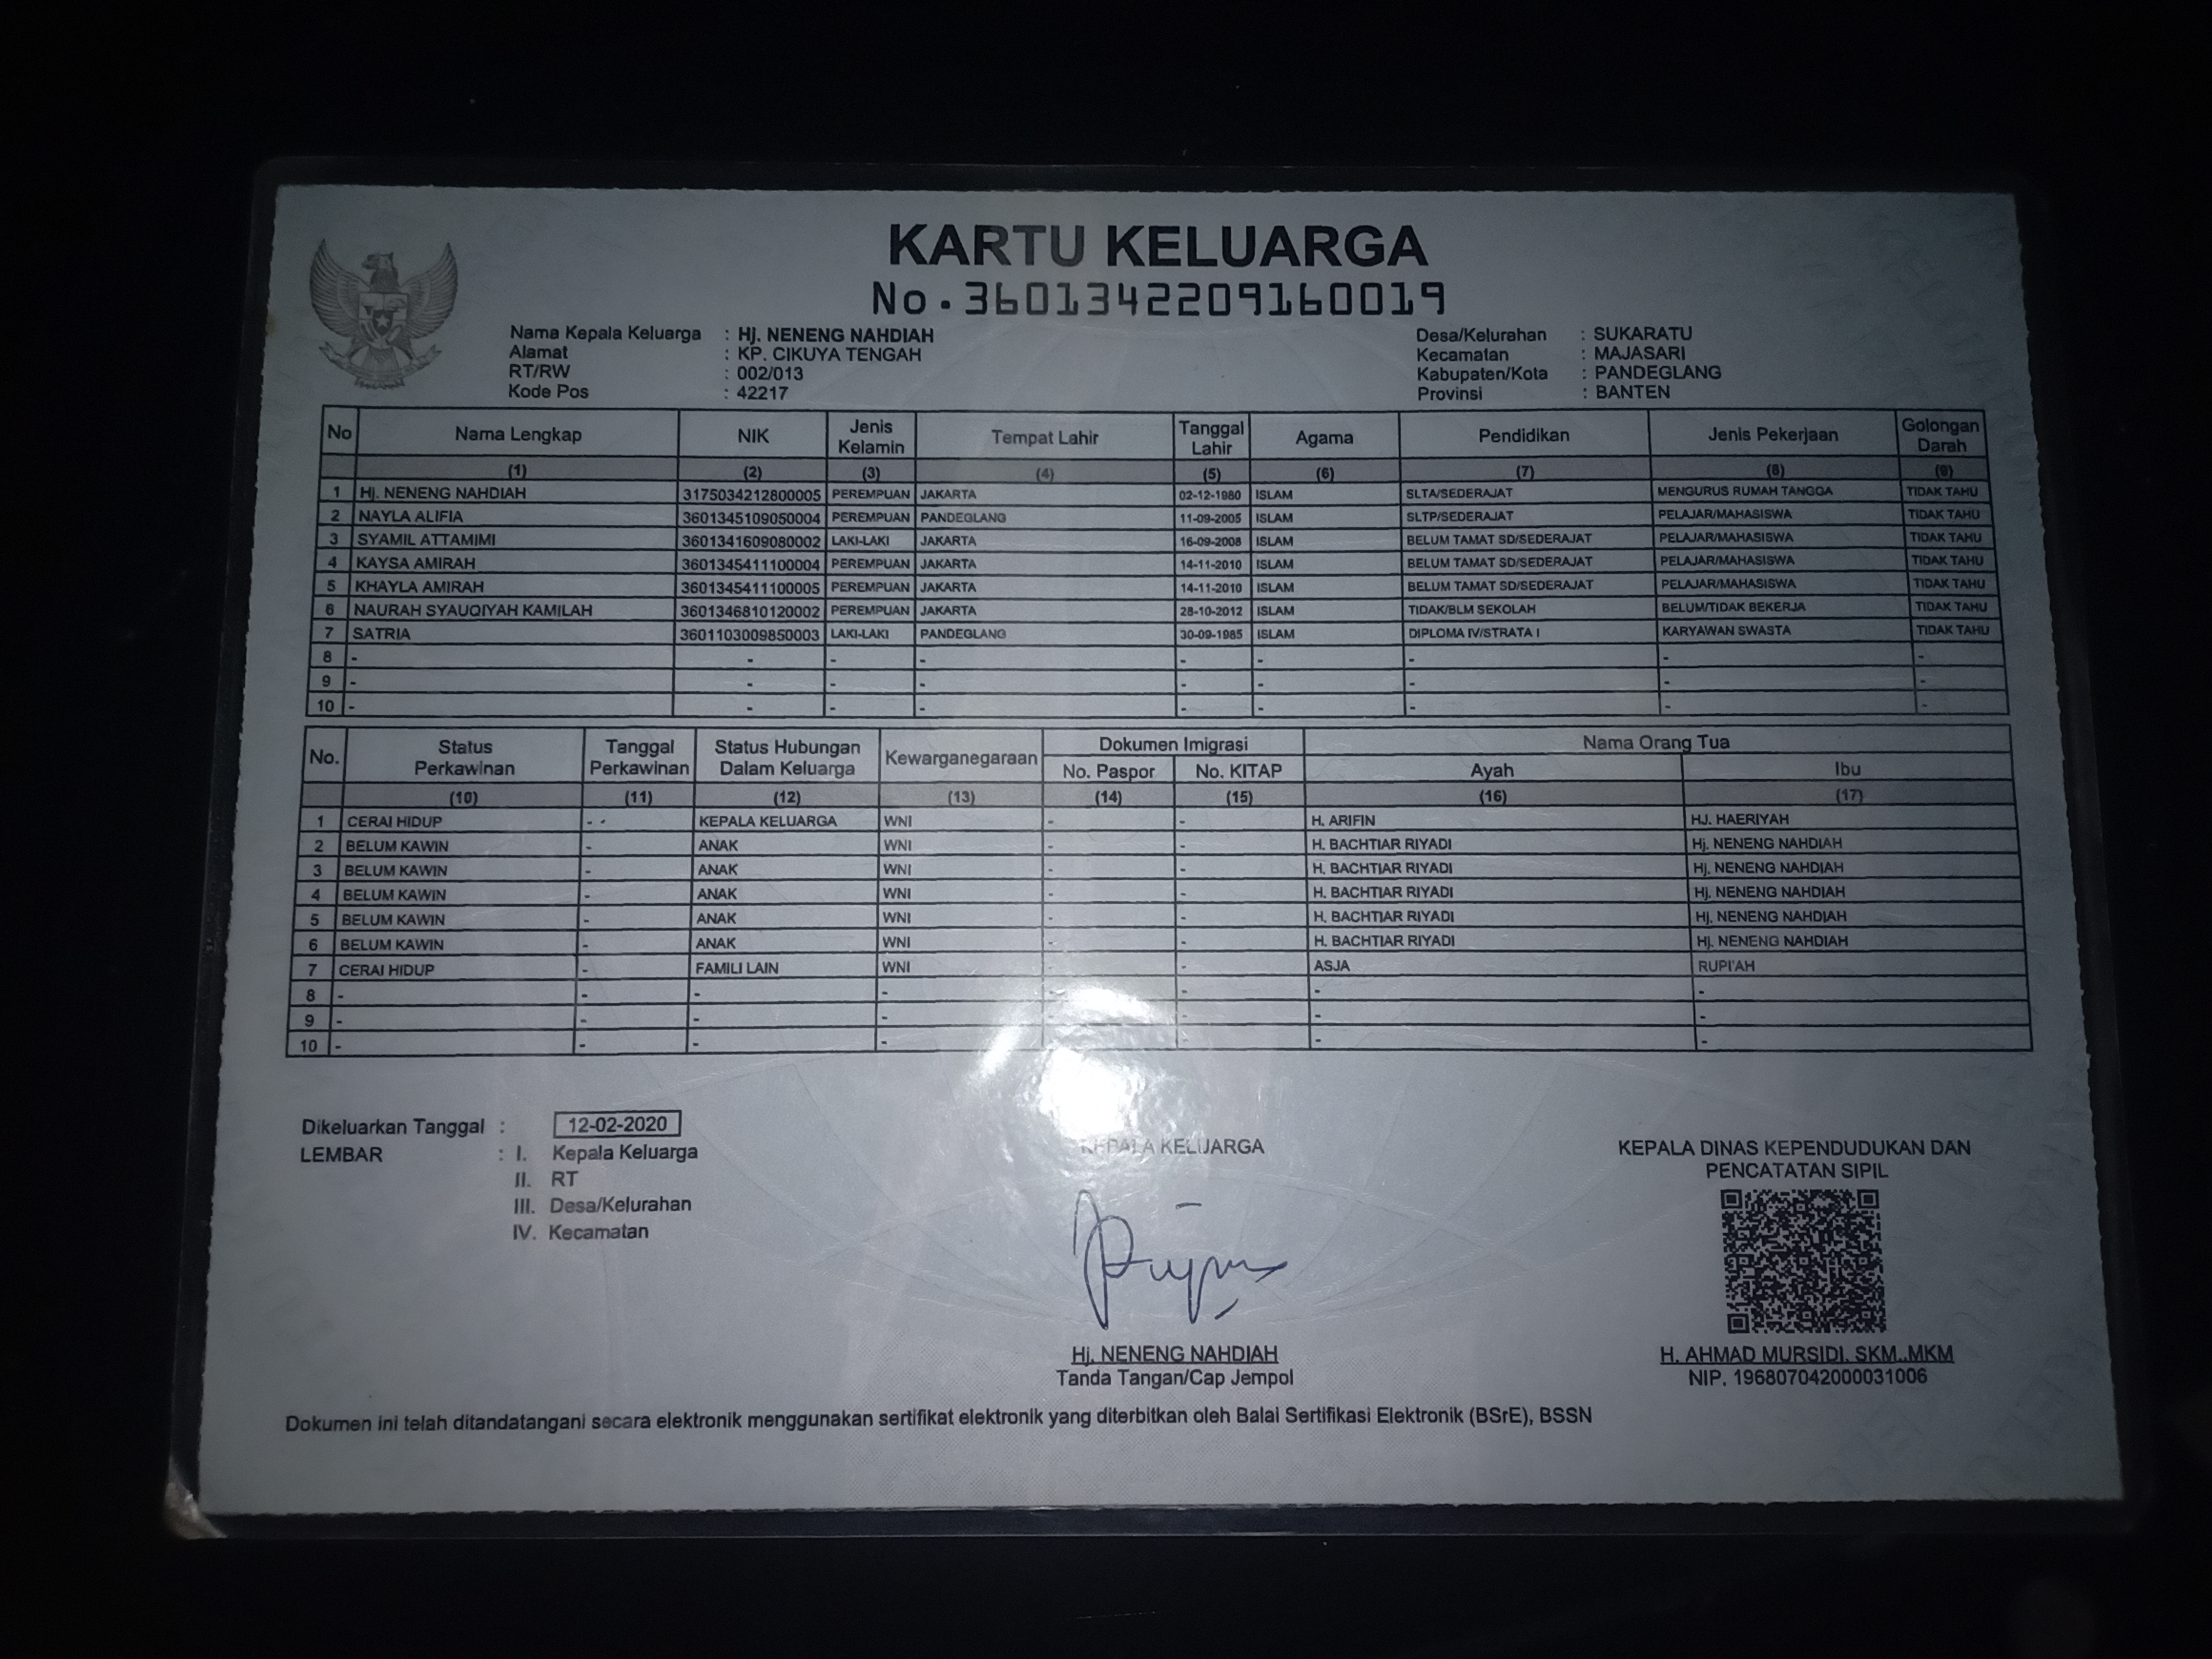 KARTU KELUARGA
No. 3601342209160019
Nama Kepala Keluarga : Hj. NENENG NAHDIAH
Alamat : KP. CIKUYA TENGAH
RT/RW : 002/013
Kode Pos : 42217
Desa/Kelurahan : SUKARATU
Kecamatan : MAJASARI
Kabupaten/Kota : PANDEGLANG
Provinsi : BANTEN
No Nama Lengkap NIK Jenis Kelamin Tempat Lahir Tanggal Lahir Agama Pendidikan Jenis Pekerjaan Golongan Darah
(1) (2) (3) (4) (5) (6) (7) (8) (9)
1 Hj. NENENG NAHDIAH 3175034212800005 PEREMPUAN JAKARTA 02-12-1980 ISLAM SLTA/SEDERAJAT MENGURUS RUMAH TANGGA TIDAK TAHU
2 NAYLA ALIFIA 3601345109050004 PEREMPUAN PANDEGLANG 11-09-2005 ISLAM SLTP/SEDERAJAT PELAJAR/MAHASISWA TIDAK TAHU
3 SYAMIL ATTAMIMI 3601341609080002 LAKI-LAKI JAKARTA 16-09-2008 ISLAM BELUM TAMAT SD/SEDERAJAT PELAJAR/MAHASISWA TIDAK TAHU
4 KAYSA AMIRAH 3601345411100004 PEREMPUAN JAKARTA 14-11-2010 ISLAM BELUM TAMAT SD/SEDERAJAT PELAJAR/MAHASISWA TIDAK TAHU
5 KHAYLA AMIRAH 3601345411100005 PEREMPUAN JAKARTA 14-11-2010 ISLAM BELUM TAMAT SD/SEDERAJAT PELAJAR/MAHASISWA TIDAK TAHU
6 NAURAH SYAUQIYAH KAMILAH 3601346810120002 PEREMPUAN JAKARTA 28-10-2012 ISLAM TIDAK/BLM SEKOLAH BELUM/TIDAK BEKERJA TIDAK TAHU
7 SATRIA 3601103009850003 LAKI-LAKI PANDEGLANG 30-09-1985 ISLAM DIPLOMA IV/STRATA I KARYAWAN SWASTA TIDAK TAHU
8 - - - - - - - - -
9 - - - - - - - - -
10 - - - - - - - - -
No. Status Perkawinan Tanggal Perkawinan Status Hubungan Dalam Keluarga Kewarganegaraan Dokumen Imigrasi Nama Orang Tua
No. Paspor No. KITAP Ayah Ibu
(10) (11) (12) (13) (14) (15) (16) (17)
1 CERAI HIDUP - KEPALA KELUARGA WNI - - H. ARIFIN HJ. HAERIYAH
2 BELUM KAWIN - ANAK WNI - - H. BACHTIAR RIYADI Hj. NENENG NAHDIAH
3 BELUM KAWIN - ANAK WNI - - H. BACHTIAR RIYADI Hj. NENENG NAHDIAH
4 BELUM KAWIN - ANAK WNI - - H. BACHTIAR RIYADI Hj. NENENG NAHDIAH
5 BELUM KAWIN - ANAK WNI - - H. BACHTIAR RIYADI Hj. NENENG NAHDIAH
6 BELUM KAWIN - ANAK WNI - - H. BACHTIAR RIYADI Hj. NENENG NAHDIAH
7 CERAI HIDUP - FAMILI LAIN WNI - - ASJA RUPI'AH
8 - - - - - - - -
9 - - - - - - - -
10 - - - - - - - -
Dikeluarkan Tanggal : 12-02-2020
LEMBAR : I. Kepala Keluarga
II. RT
III. Desa/Kelurahan
IV. Kecamatan
KEPALA KELUARGA
Hj. NENENG NAHDIAH
Tanda Tangan/Cap Jempol
KEPALA DINAS KEPENDUDUKAN DAN
PENCATATAN SIPIL
H. AHMAD MURSIDI, SKM.,MKM
NIP. 196807042000031006
Dokumen ini telah ditandatangani secara elektronik menggunakan sertifikat elektronik yang diterbitkan oleh Balai Sertifikasi Elektronik (BSrE), BSSN